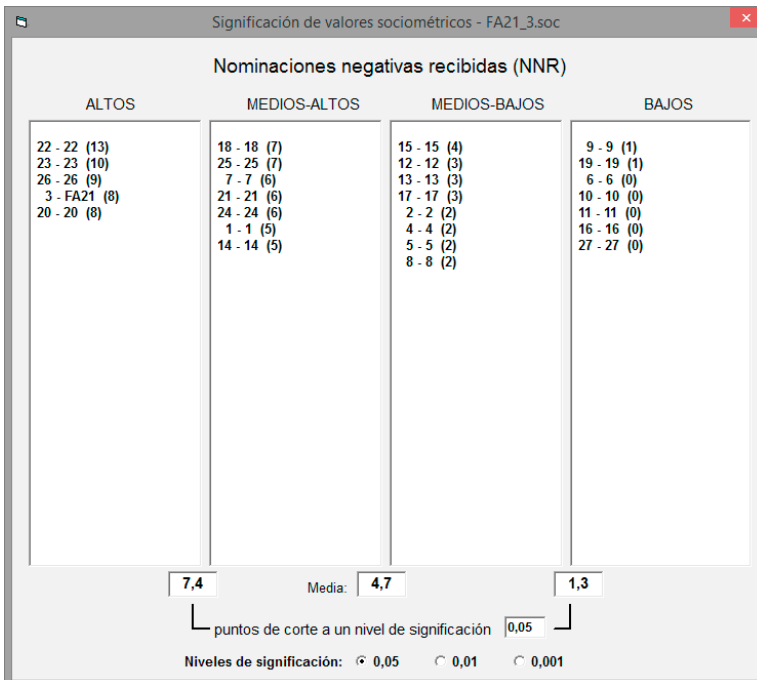 Significación de valores sociométricos - FA21_3.soc
Nominaciones negativas recibidas (NNR)
ALTOS
22 - 22 (13)
23 - 23 (10)
26 - 26 (9)
3 - FA21 (8)
20 - 20 (8)
MEDIOS-ALTOS
18 - 18 (7)
25 - 25 (7)
7 - 7 (6)
21 - 21 (6)
24 - 24 (6)
1 - 1 (5)
14 - 14 (5)
MEDIOS-BAJOS
15 - 15 (4)
12 - 12 (3)
13 - 13 (3)
17 - 17 (3)
2 - 2 (2)
4 - 4 (2)
5 - 5 (2)
8 - 8 (2)
BAJOS
9 - 9 (1)
19 - 19 (1)
6 - 6 (0)
10 - 10 (0)
11 - 11 (0)
16 - 16 (0)
27 - 27 (0)
7,4 Media: 4,7 1,3
puntos de corte a un nivel de significación 0,05
Niveles de significación: 0,05 0,01 0,001